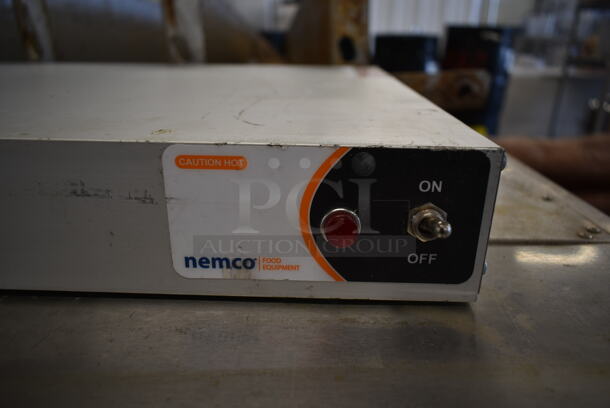 CAUTION HOT
PCI
AUCTION GROUP
ON
OFF
nemco
FOOD
EQUIPMENT